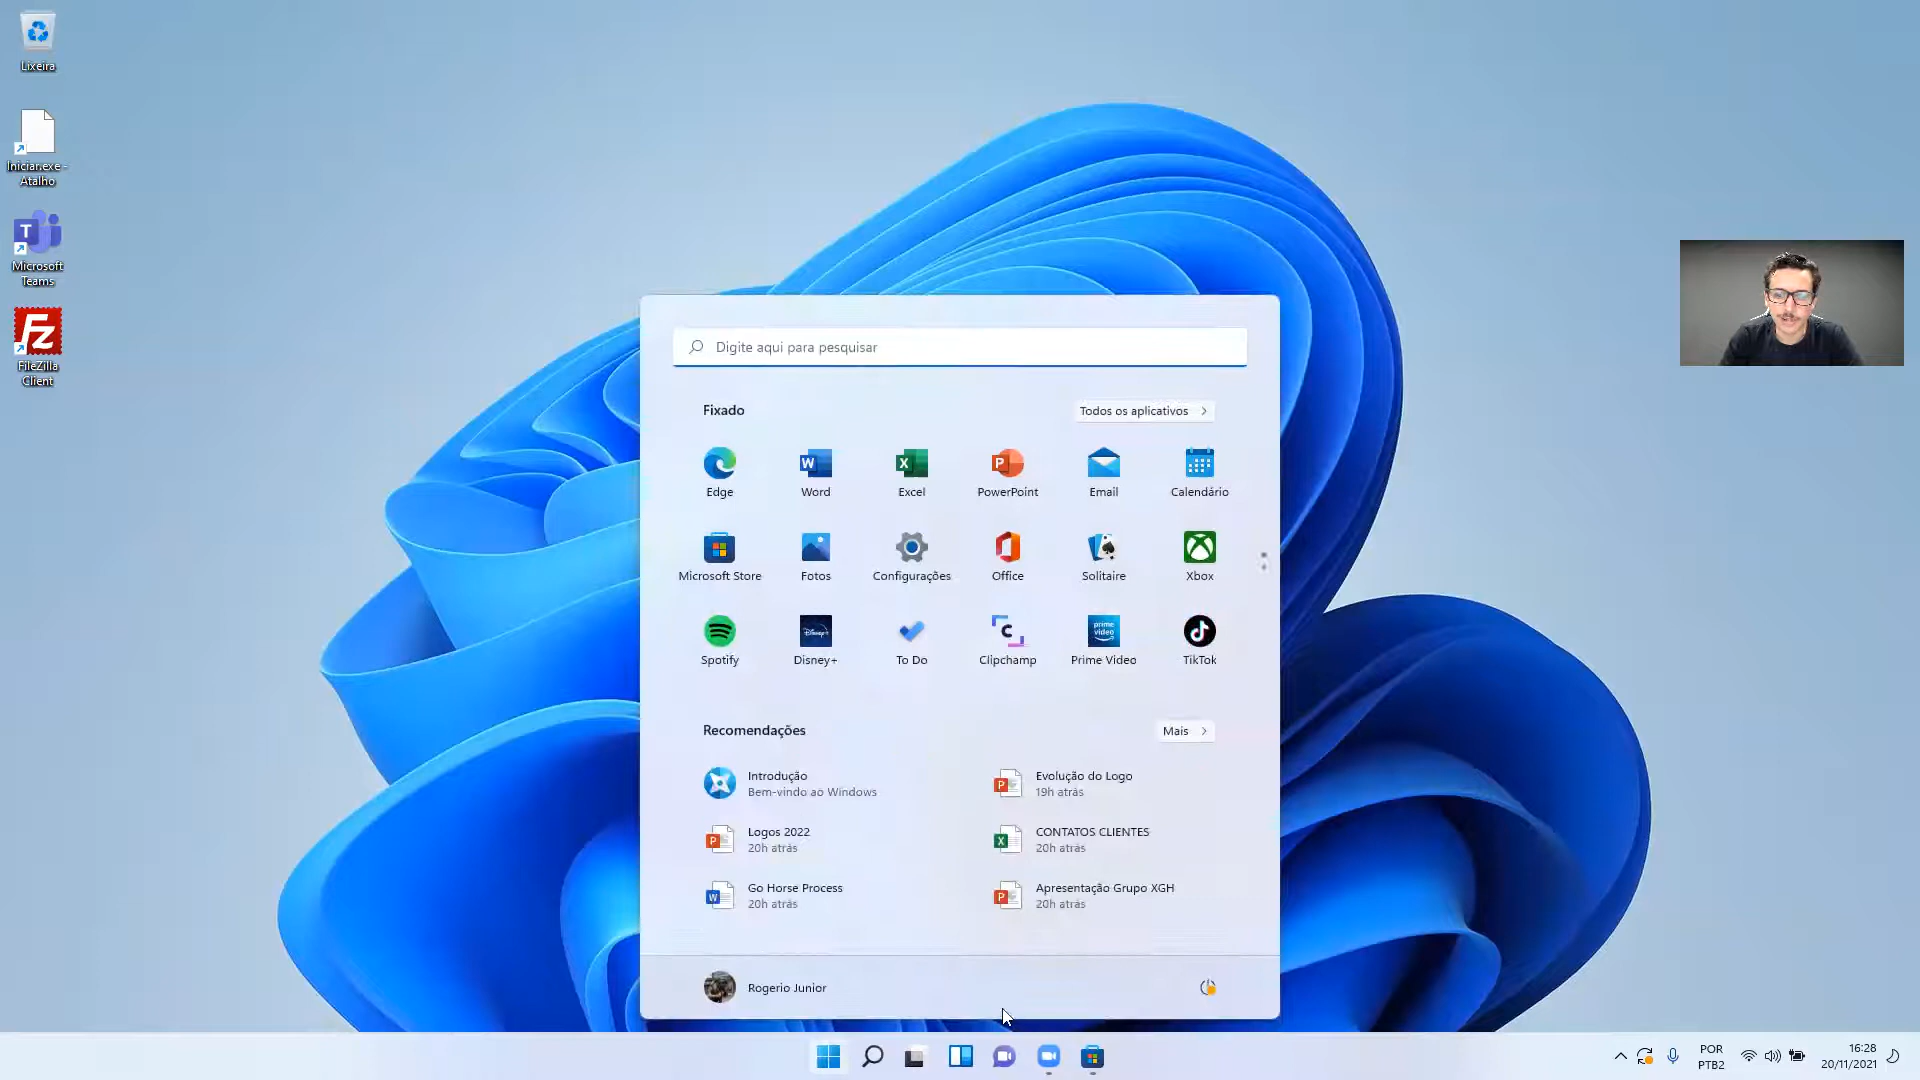 Lixeira
Iniciar.exe -
Atalho
Microsoft
Teams
FileZilla
Client
Digite aqui para pesquisar
Fixado
Todos os aplicativos
Edge
Word
Excel
PowerPoint
Email
Calendário
Microsoft Store
Fotos
Configurações
Office
Solitaire
Xbox
Spotify
Disney+
To Do
Clipchamp
prime
video
Prime Video
TikTok
Recomendações
Mais
Introdução
Bem-vindo ao Windows
Evolução do Logo
19h atrás
Logos 2022
20h atrás
CONTATOS CLIENTES
20h atrás
Go Horse Process
20h atrás
Apresentação Grupo XGH
20h atrás
Rogerio Junior
POR
PTB2
16:28
20/11/2021